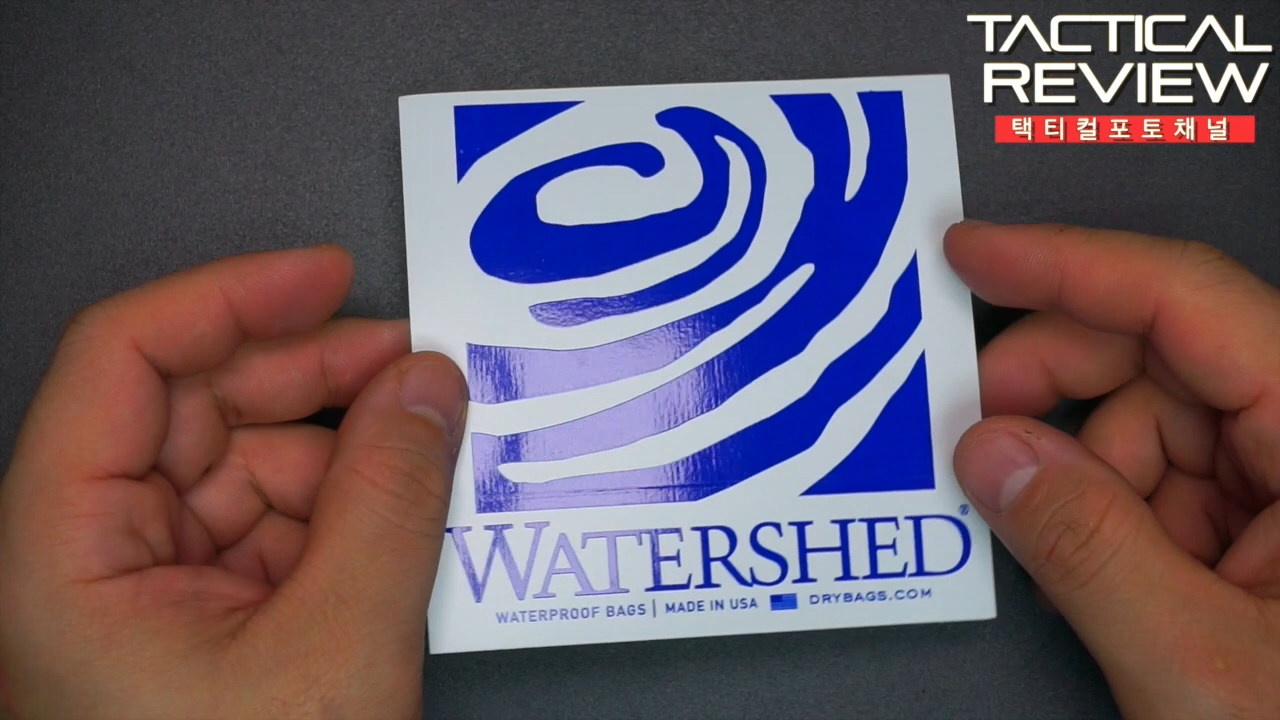 TACTICAL
REVIEW
택티컬포토채널
WATERSHED®
WATERPROOF BAGS | MADE IN USA DRYBAGS.COM